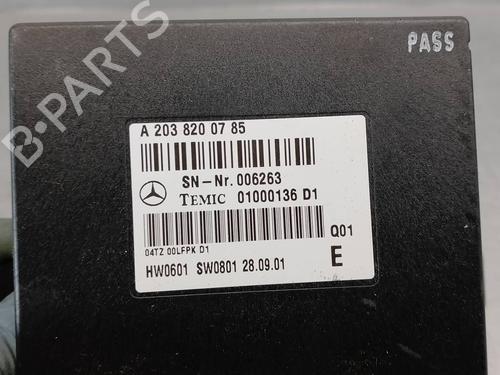 PASS
A 203 820 07 85
SN-Nr. 006263
TEMIC 01000136 D1
Q01
04TZ 00LFPK D1
E
HW0601 SW0801 28.09.01
B-PARTS